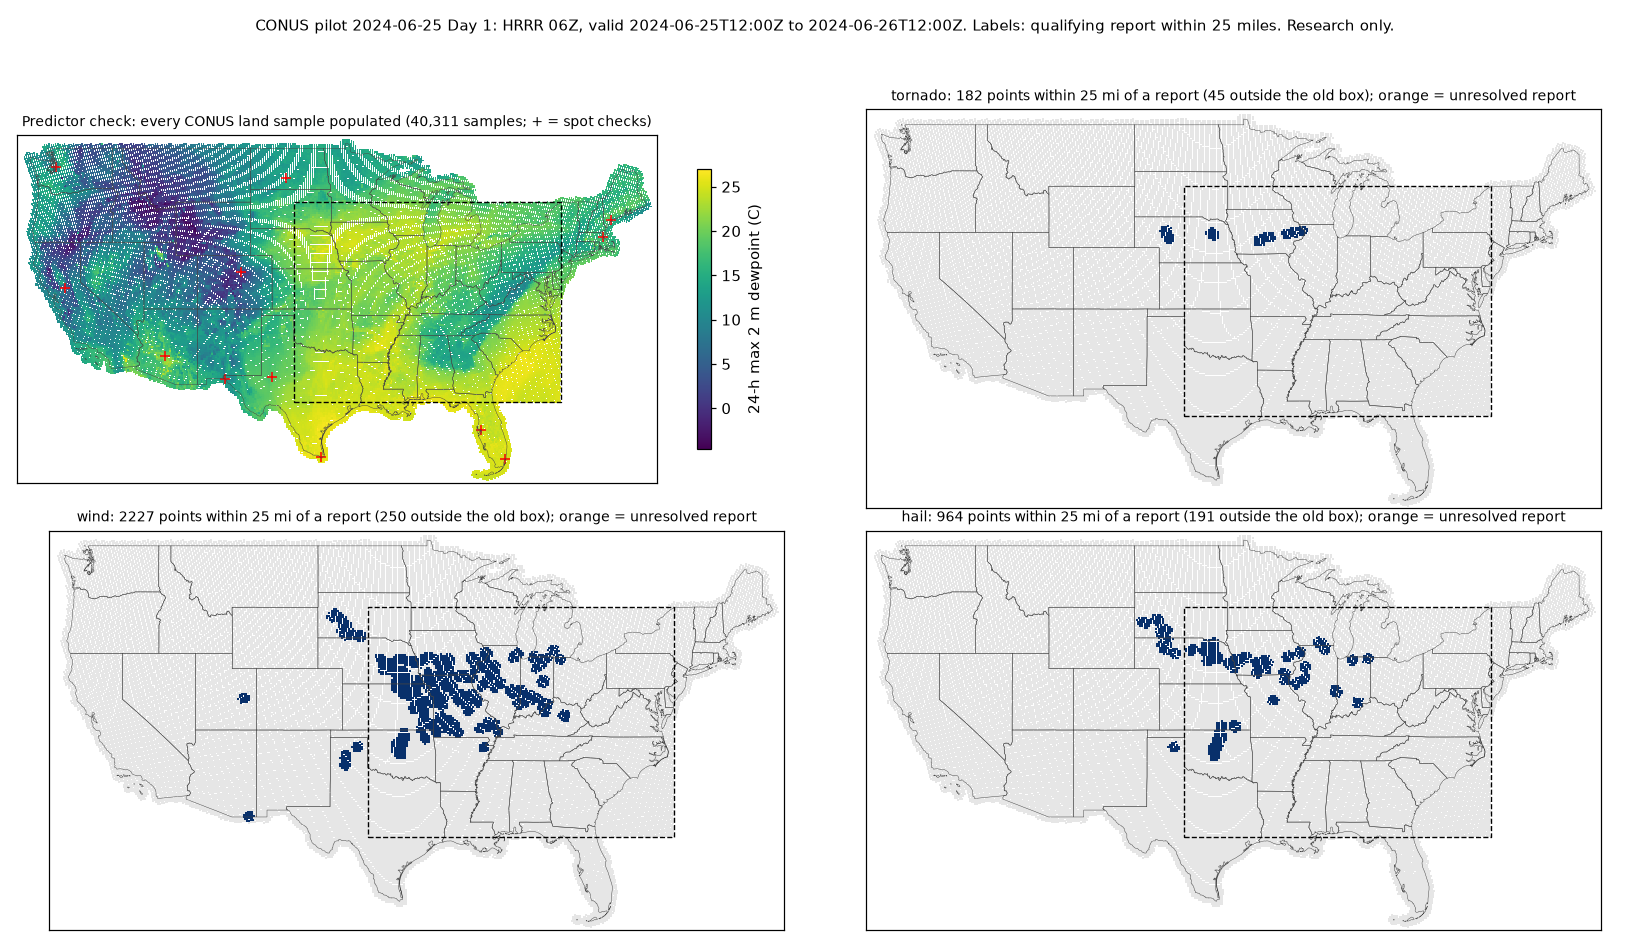 CONUS pilot 2024-06-25 Day 1: HRRR 06Z, valid 2024-06-25T12:00Z to 2024-06-26T12:00Z. Labels: qualifying report within 25 miles. Research only.
Predictor check: every CONUS land sample populated (40,311 samples; + = spot checks)
25
20
15
10
5
0
24-h max 2 m dewpoint (C)
tornado: 182 points within 25 mi of a report (45 outside the old box); orange = unresolved report
wind: 2227 points within 25 mi of a report (250 outside the old box); orange = unresolved report
hail: 964 points within 25 mi of a report (191 outside the old box); orange = unresolved report